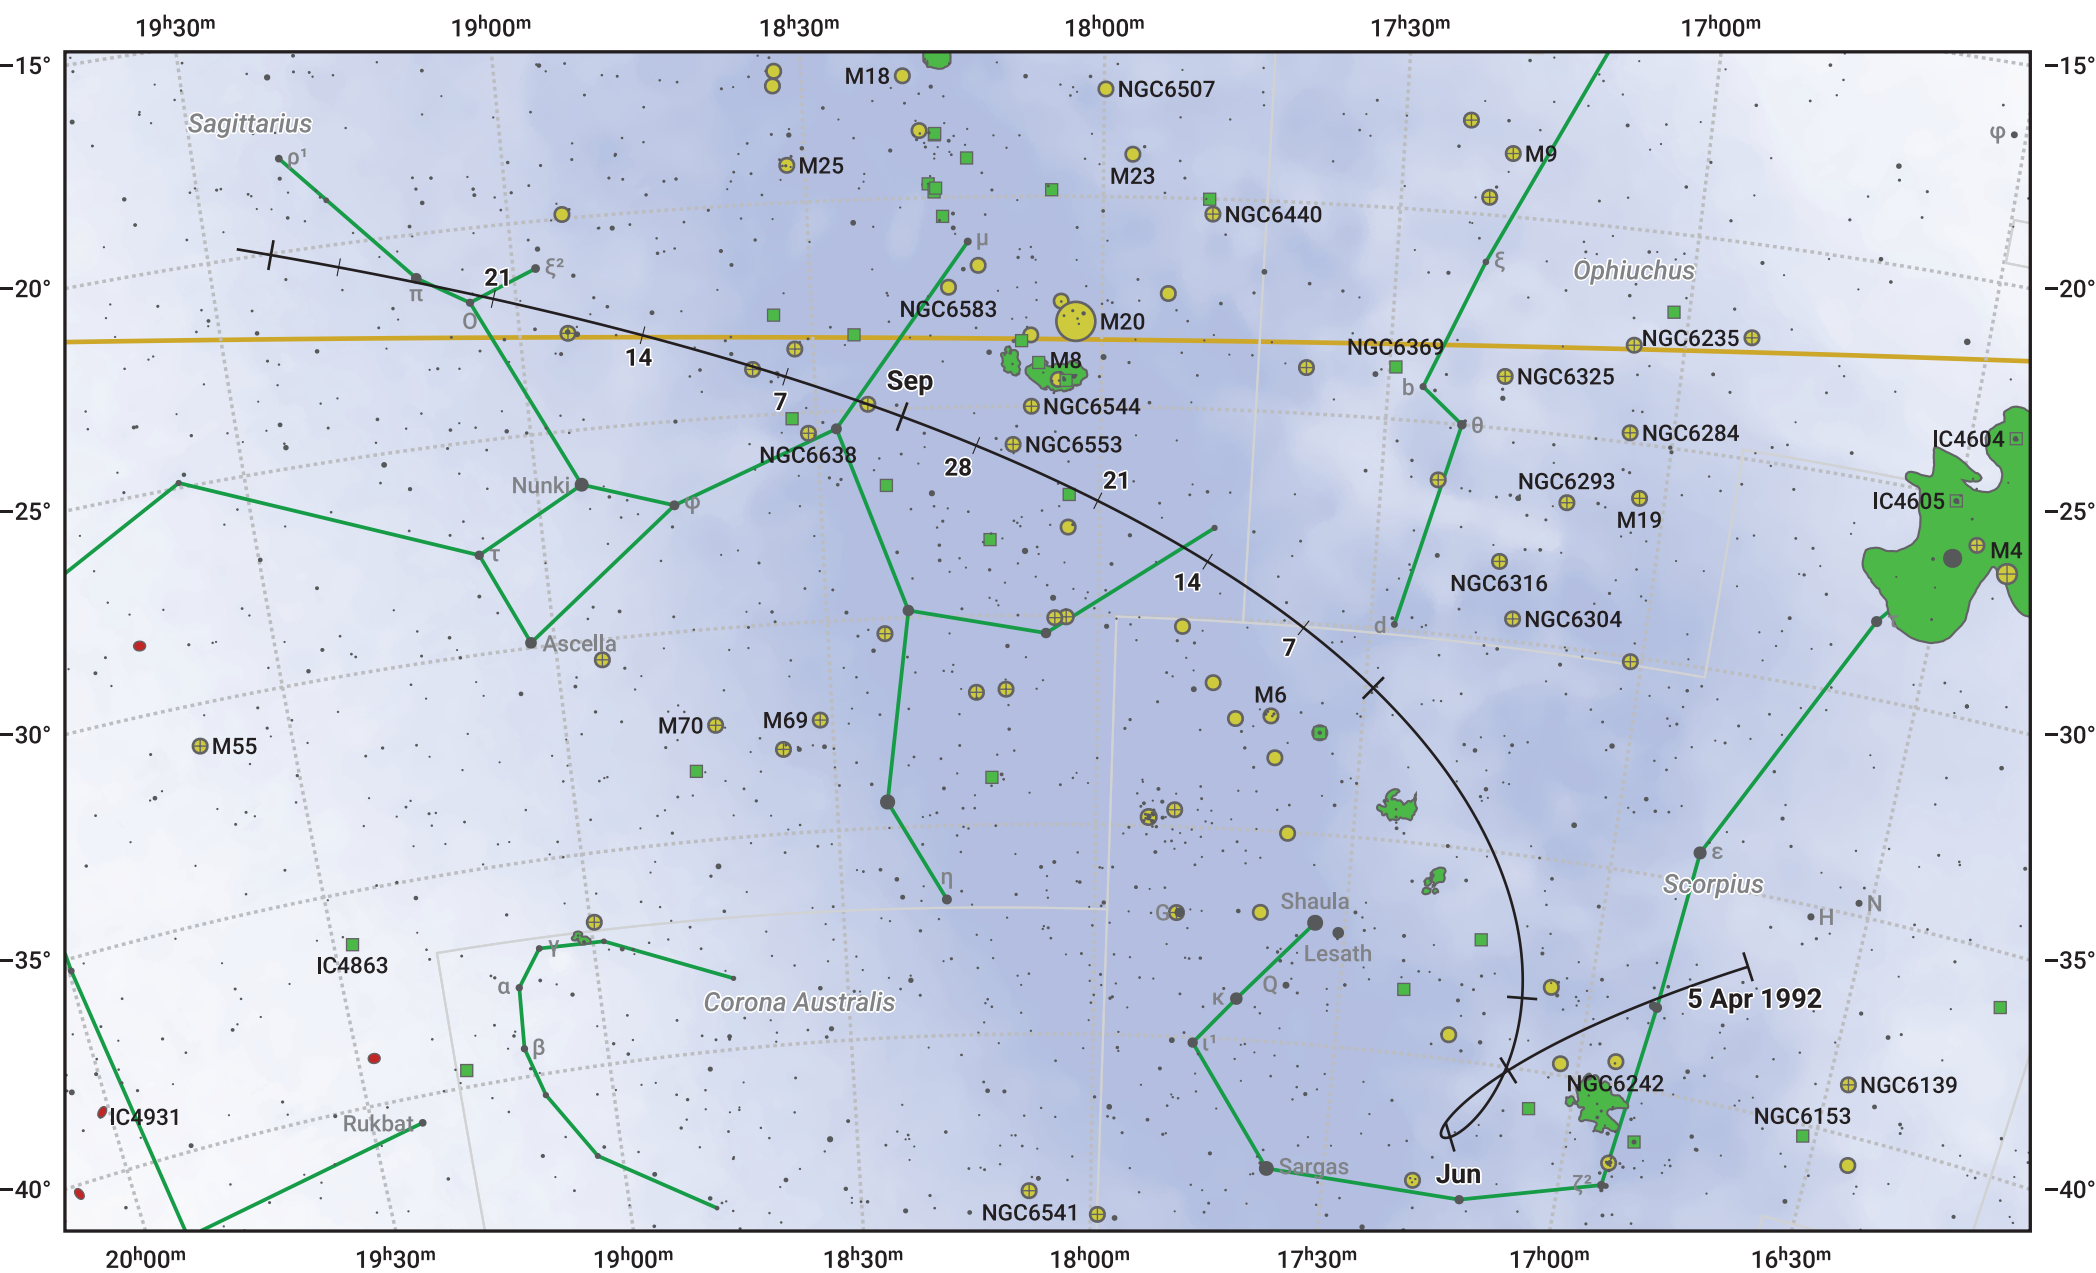 19ʰ30ᵐ 19ʰ00ᵐ 18ʰ30ᵐ 18ʰ00ᵐ 17ʰ30ᵐ 17ʰ00ᵐ
−15° −15°
M18
NGC6507
Sagittarius
φ
ρ¹
M25
M23
M9
NGC6440
μ
ξ²
ξ
Ophiuchus
21
π
−20° −20°
NGC6583
O
M20
NGC6235
14
NGC6369
M8
Sep
NGC6325
b
7
NGC6544
θ
NGC6284
IC4604
NGC6553
NGC6638
28
21
NGC6293
Nunki
φ
IC4605
−25° −25°
M19
τ
M4
14
NGC6316
NGC6304
d
7
Ascella
M6
M70
M69
−30° −30°
M55
ε
η
Scorpius
Shaula
N
G
H
γ
Lesath
−35° −35°
IC4863
α
Q
κ
Corona Australis
5 Apr 1992
ι¹
β
NGC6242
NGC6139
IC4931
Rukbat
NGC6153
Sargas
Jun
ζ²
−40° −40°
NGC6541
20ʰ00ᵐ 19ʰ30ᵐ 19ʰ00ᵐ 18ʰ30ᵐ 18ʰ00ᵐ 17ʰ30ᵐ 17ʰ00ᵐ 16ʰ30ᵐ